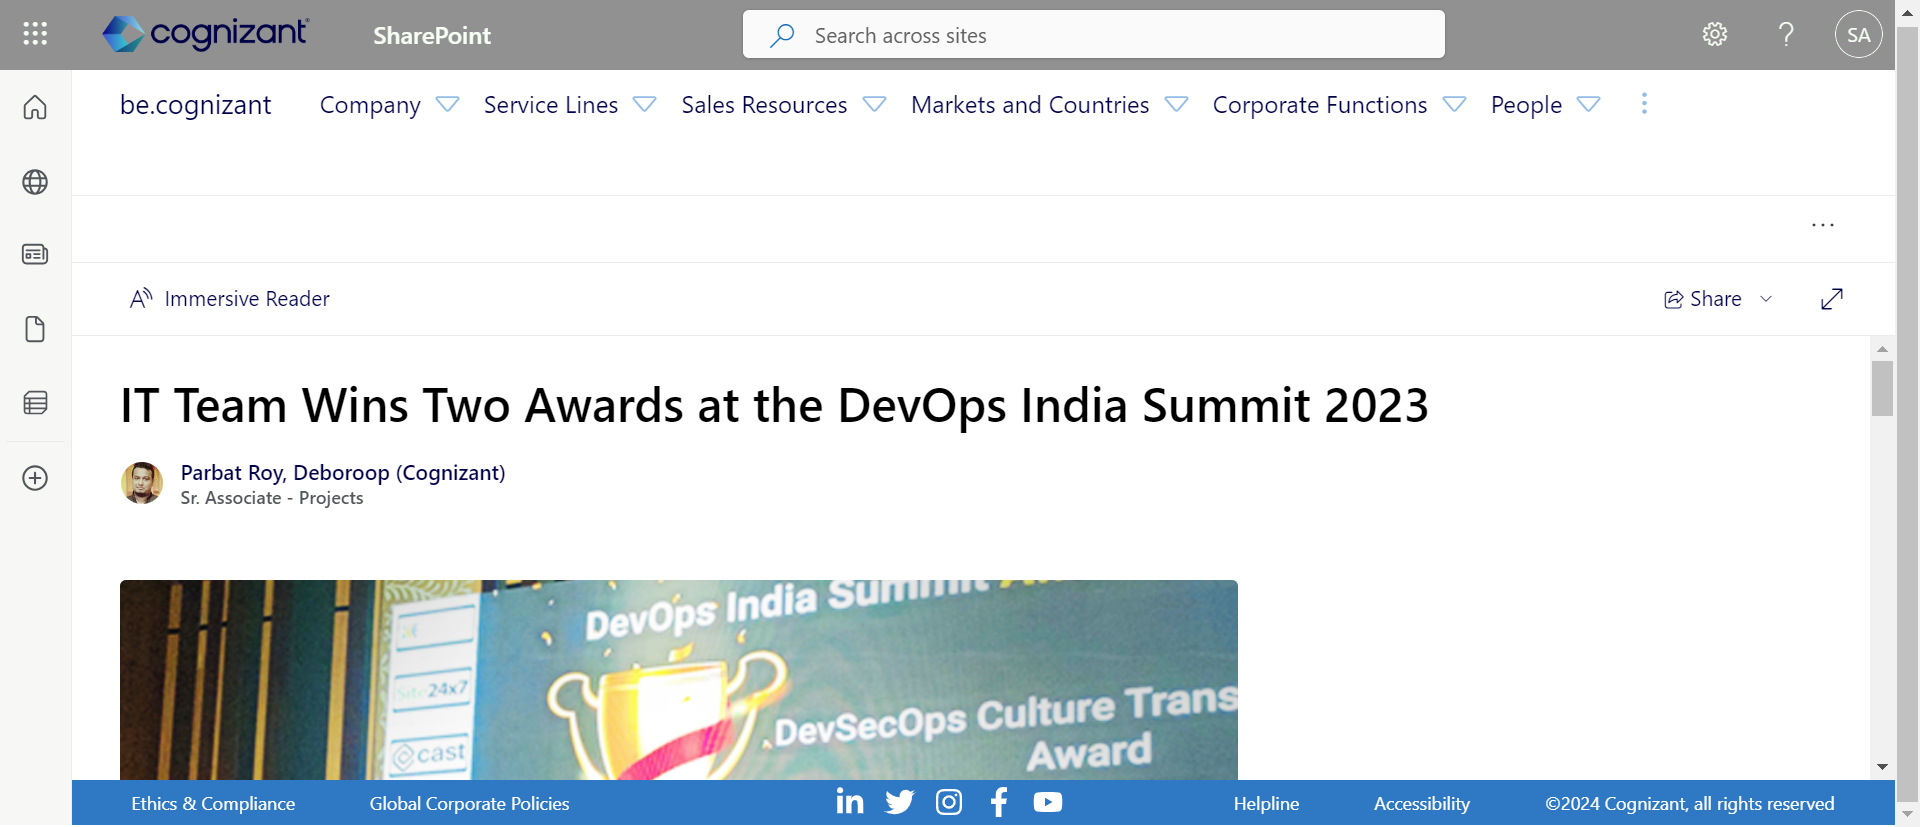 cognizant
SharePoint
Search across sites
SA
be.cognizant
Company
Service Lines
Sales Resources
Markets and Countries
Corporate Functions
People
Immersive Reader
Share
IT Team Wins Two Awards at the DevOps India Summit 2023
Parbat Roy, Deboroop (Cognizant)
Sr. Associate - Projects
DevOps India Summit
Site24x7
DevSecOps Culture Trans
cast
Award
Ethics & Compliance
Global Corporate Policies
Helpline
Accessibility
©2024 Cognizant, all rights reserved